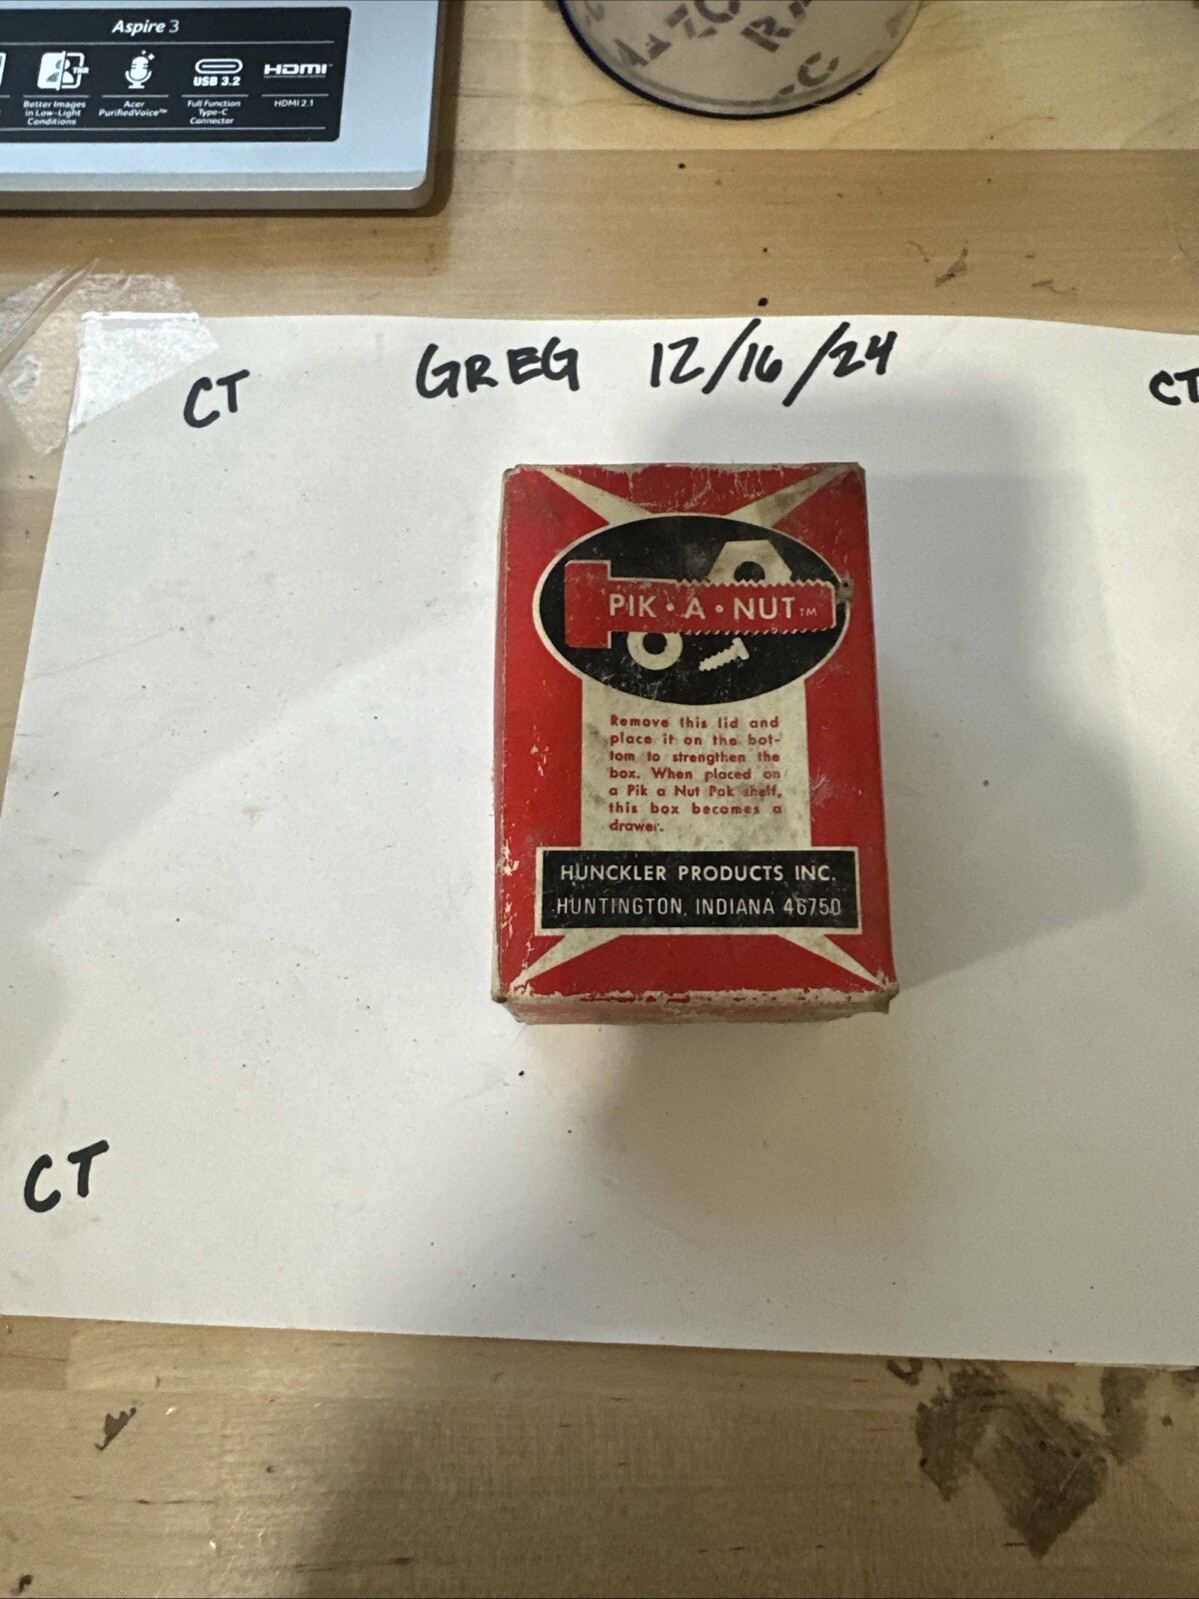 Aspire 3
USB 3.2
HDMI
Better Images
in Low-Light
Conditions
Acer
PurifiedVoice™
Full Function
Type-C
Connector
HDMI 2.1
CT
GREG 12/16/24
CT
PIK • A • NUT™
Remove this lid and
place it on the bot-
tom to strengthen the
box. When placed on
a Pik a Nut Pak shelf,
this box becomes a
drawer.
HUNCKLER PRODUCTS INC.
HUNTINGTON, INDIANA 46750
CT